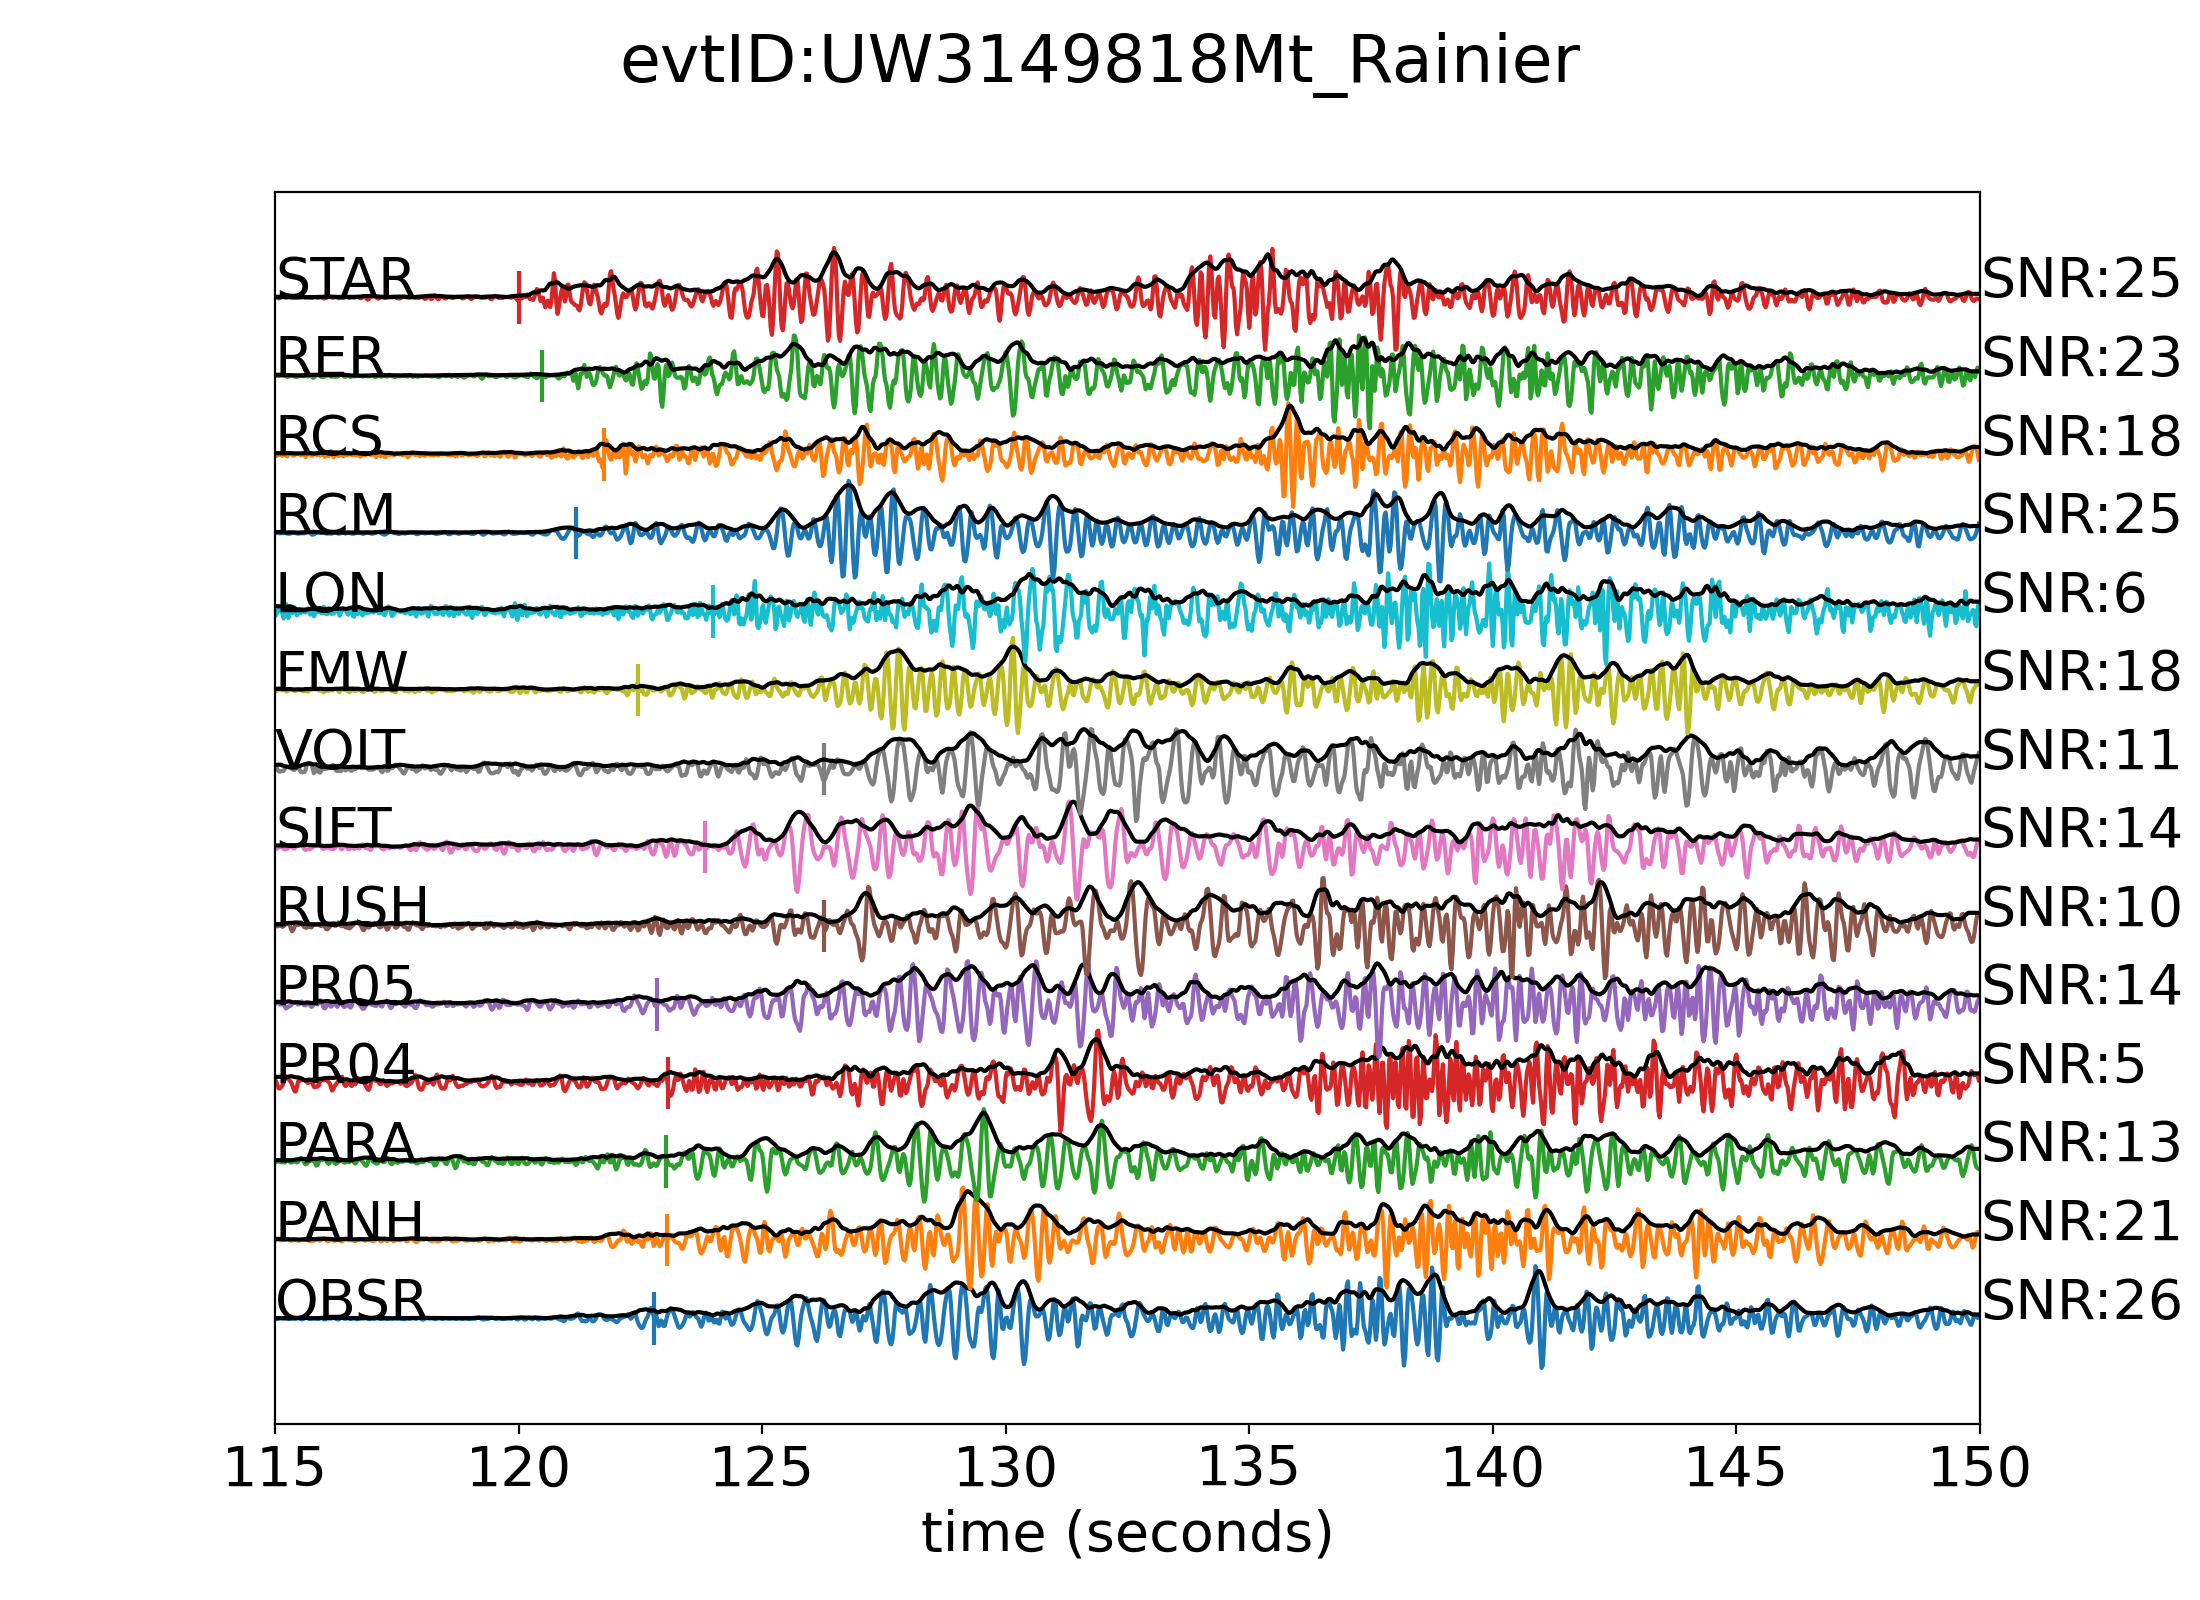 evtID:UW3149818Mt_Rainier
STAR SNR:25
RER SNR:23
RCS SNR:18
RCM SNR:25
LON SNR:6
FMW SNR:18
VOIT SNR:11
SIFT SNR:14
RUSH SNR:10
PR05 SNR:14
PR04 SNR:5
PARA SNR:13
PANH SNR:21
OBSR SNR:26
115 120 125 130 135 140 145 150
time (seconds)